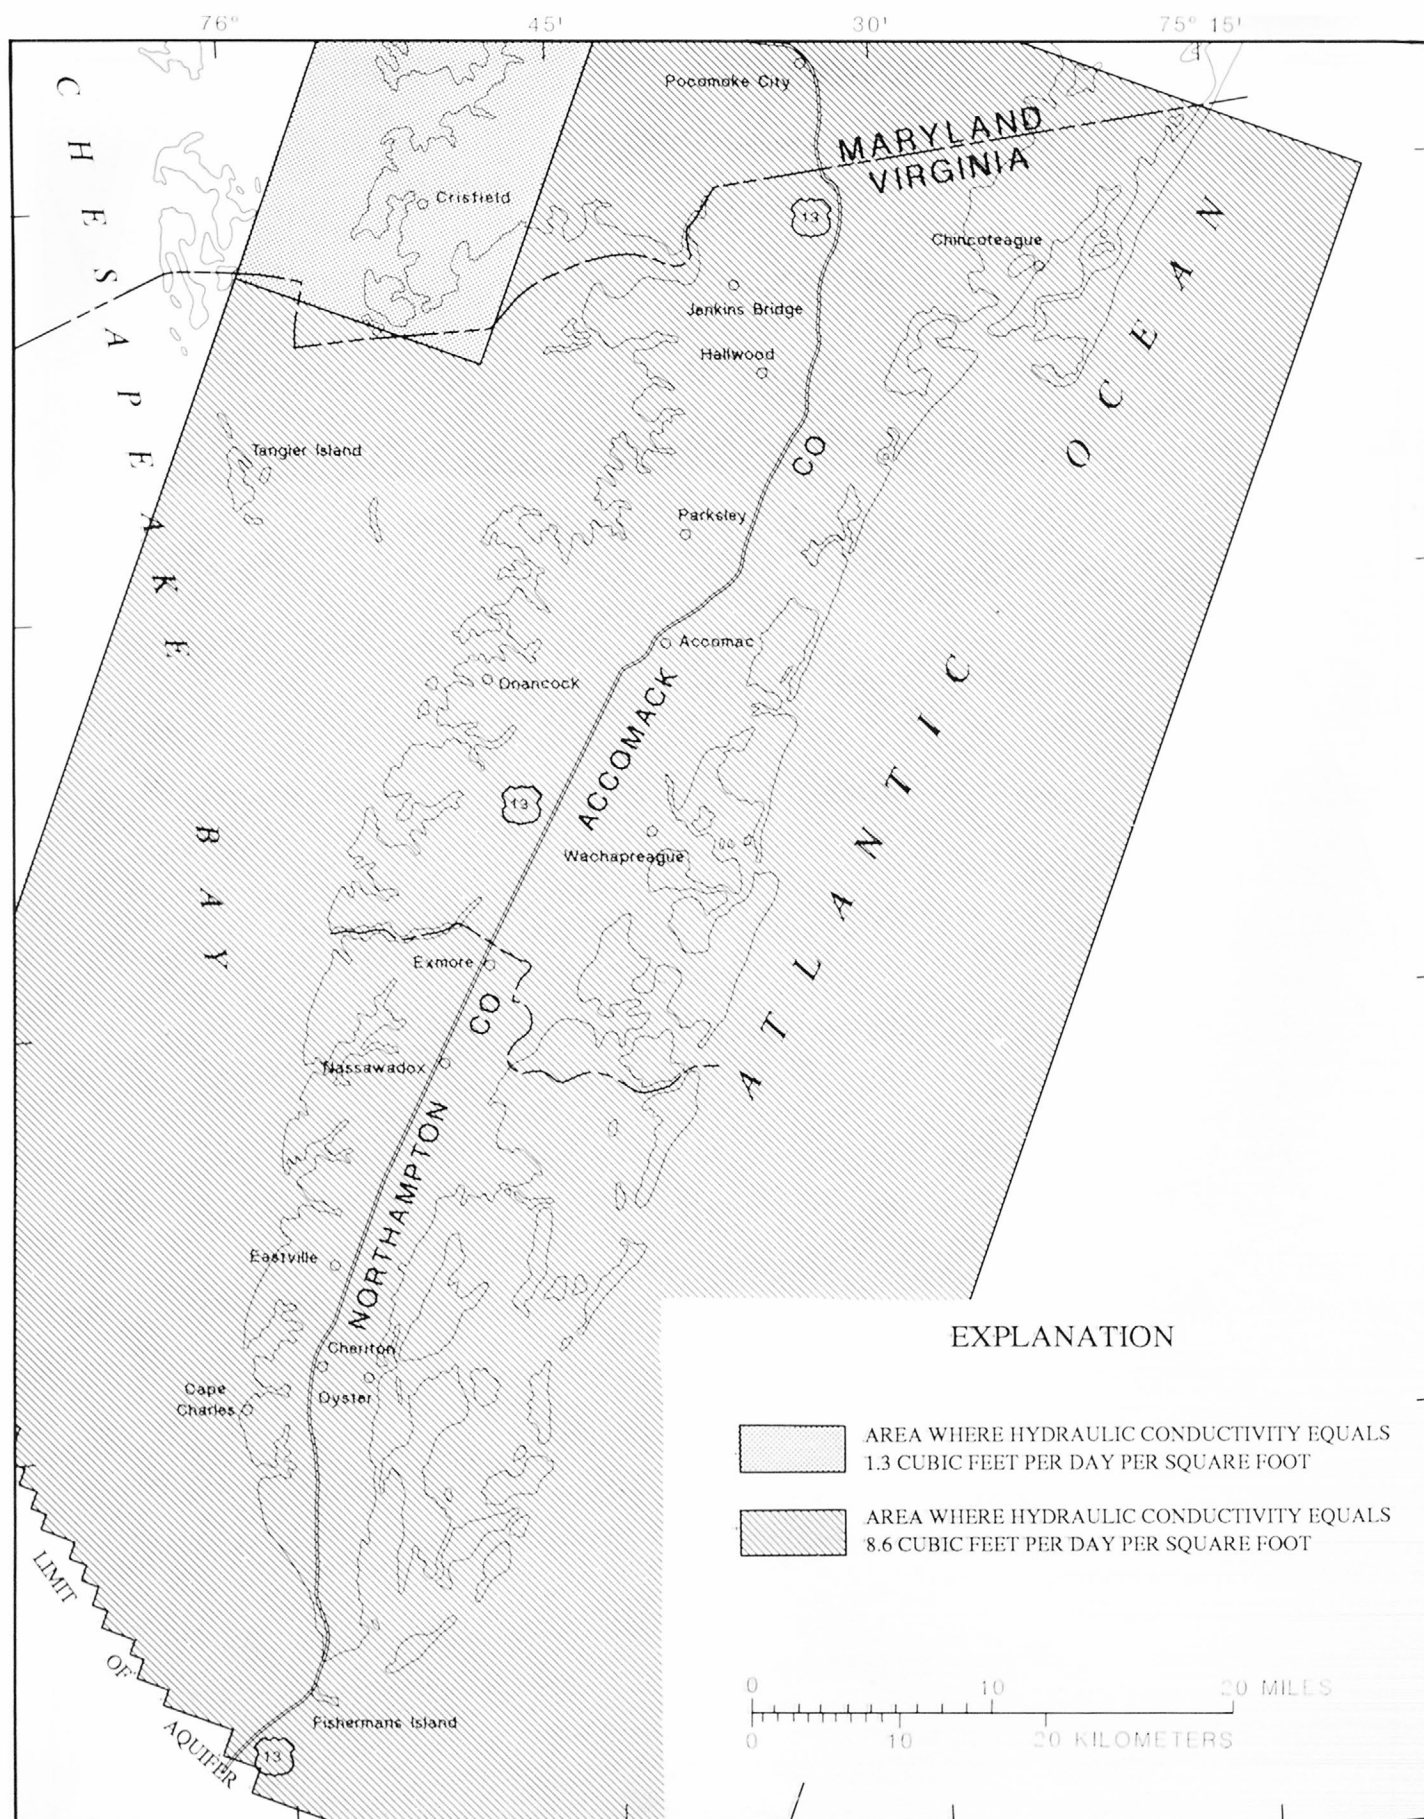 76° 45' 30' 75° 15'
CHESAPEAKE BAY
Pocomoke City
MARYLAND
VIRGINIA
Crisfield
13
Chincoteague
Jenkins Bridge
Hallwood
ATLANTIC OCEAN
Tangier Island
CO
Parksley
Accomac
Onancock
ACCOMACK
13
Wachapreague
Exmore
CO
Nassawadox
NORTHAMPTON
Eastville
Cheriton
Cape
Charles
Oyster
LIMIT
OF
AQUIFER
Fishermans Island
13
EXPLANATION
AREA WHERE HYDRAULIC CONDUCTIVITY EQUALS
1.3 CUBIC FEET PER DAY PER SQUARE FOOT
AREA WHERE HYDRAULIC CONDUCTIVITY EQUALS
8.6 CUBIC FEET PER DAY PER SQUARE FOOT
0 10 20 MILES
0 10 20 KILOMETERS